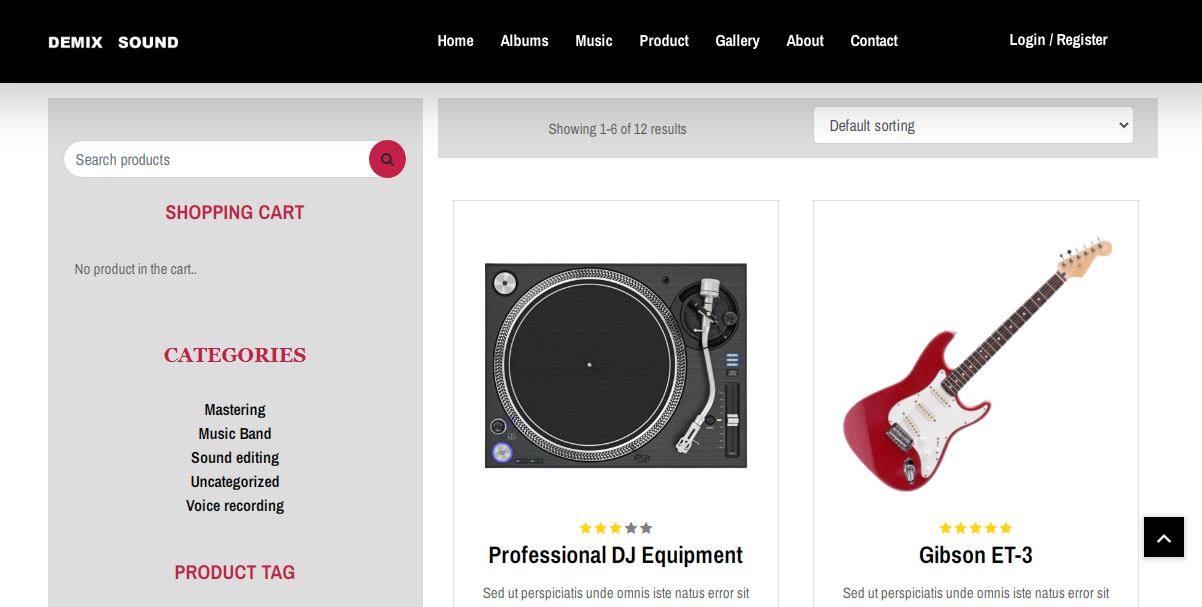 DEMIX SOUND
Home Albums Music Product Gallery About Contact
Login / Register
Search products
SHOPPING CART
No product in the cart..
CATEGORIES
Mastering
Music Band
Sound editing
Uncategorized
Voice recording
PRODUCT TAG
Showing 1-6 of 12 results
Default sorting
Professional DJ Equipment
Sed ut perspiciatis unde omnis iste natus error sit
Gibson ET-3
Sed ut perspiciatis unde omnis iste natus error sit